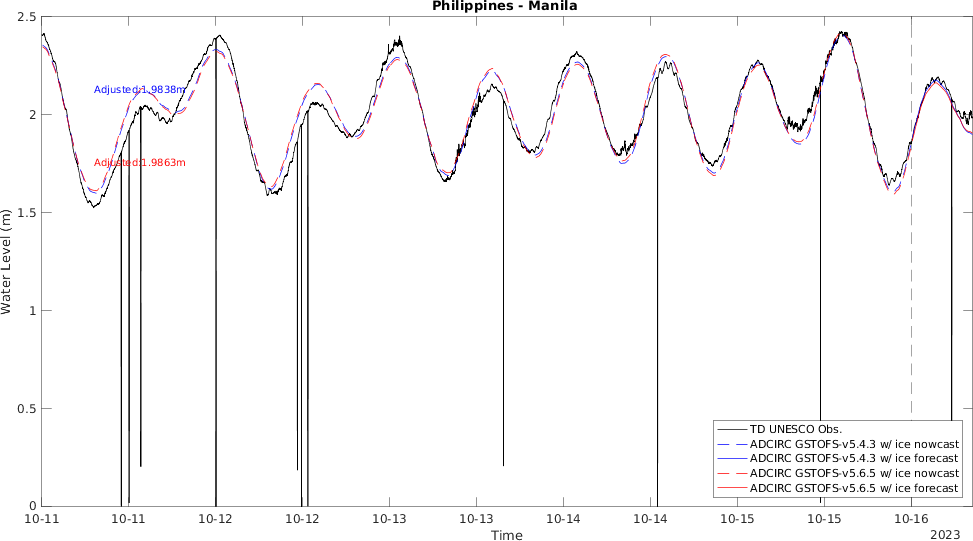 Philippines - Manila
2.5
2
1.5
1
0.5
0
Water Level (m)
Adjusted:1.9838m
Adjusted:1.9863m
TD UNESCO Obs.
ADCIRC GSTOFS-v5.4.3 w/ ice nowcast
ADCIRC GSTOFS-v5.4.3 w/ ice forecast
ADCIRC GSTOFS-v5.6.5 w/ ice nowcast
ADCIRC GSTOFS-v5.6.5 w/ ice forecast
10-11 10-11 10-12 10-12 10-13 10-13 10-14 10-14 10-15 10-15 10-16
Time
2023